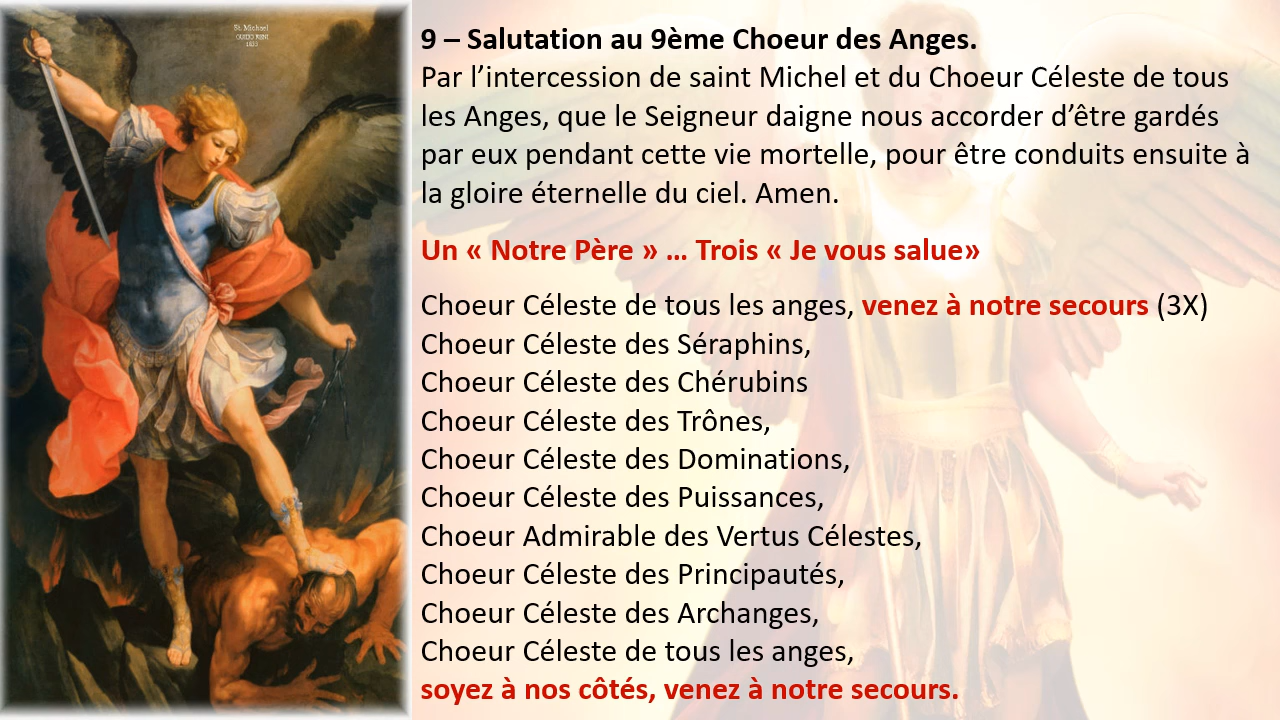 St. Michael
GUIDO RENI
9 – Salutation au 9ème Choeur des Anges.
Par l’intercession de saint Michel et du Choeur Céleste de tous
les Anges, que le Seigneur daigne nous accorder d’être gardés
par eux pendant cette vie mortelle, pour être conduits ensuite à
la gloire éternelle du ciel. Amen.
Un « Notre Père » … Trois « Je vous salue»
Choeur Céleste de tous les anges, venez à notre secours (3X)
Choeur Céleste des Séraphins,
Choeur Céleste des Chérubins
Choeur Céleste des Trônes,
Choeur Céleste des Dominations,
Choeur Céleste des Puissances,
Choeur Admirable des Vertus Célestes,
Choeur Céleste des Principautés,
Choeur Céleste des Archanges,
Choeur Céleste de tous les anges,
soyez à nos côtés, venez à notre secours.